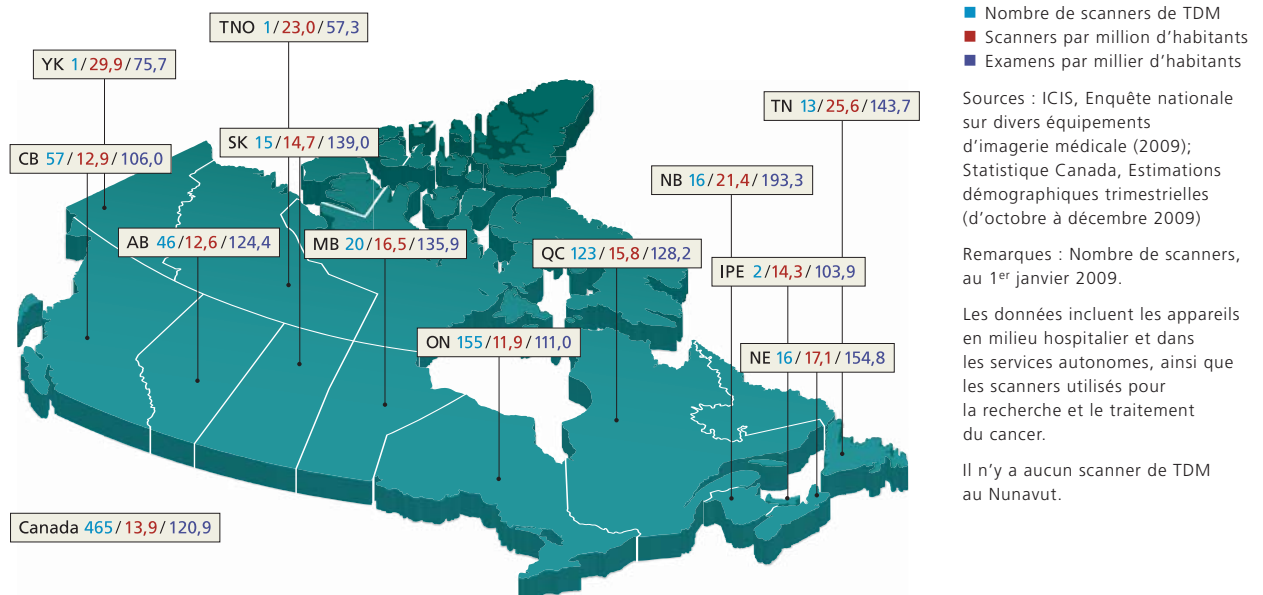 TNO 1/23,0/57,3
YK 1/29,9/75,7
SK 15/14,7/139,0
CB 57/12,9/106,0
AB 46/12,6/124,4
MB 20/16,5/135,9
QC 123/15,8/128,2
ON 155/11,9/111,0
TN 13/25,6/143,7
NB 16/21,4/193,3
IPE 2/14,3/103,9
NE 16/17,1/154,8
Canada 465/13,9/120,9
Nombre de scanners de TDM
Scanners par million d’habitants
Examens par millier d’habitants
Sources : ICIS, Enquête nationale
sur divers équipements
d’imagerie médicale (2009);
Statistique Canada, Estimations
démographiques trimestrielles
(d’octobre à décembre 2009)
Remarques : Nombre de scanners,
au 1er janvier 2009.
Les données incluent les appareils
en milieu hospitalier et dans
les services autonomes, ainsi que
les scanners utilisés pour
la recherche et le traitement
du cancer.
Il n’y a aucun scanner de TDM
au Nunavut.